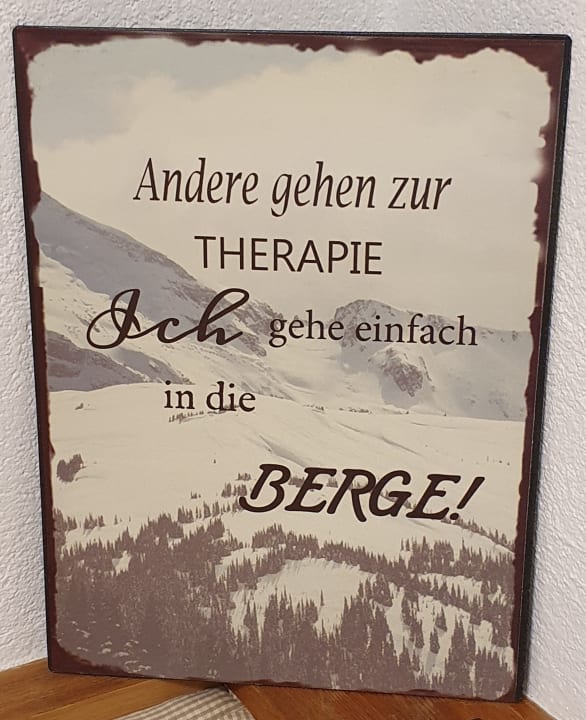 Andere gehen zur
THERAPIE
Ich gehe einfach
in die
BERGE!